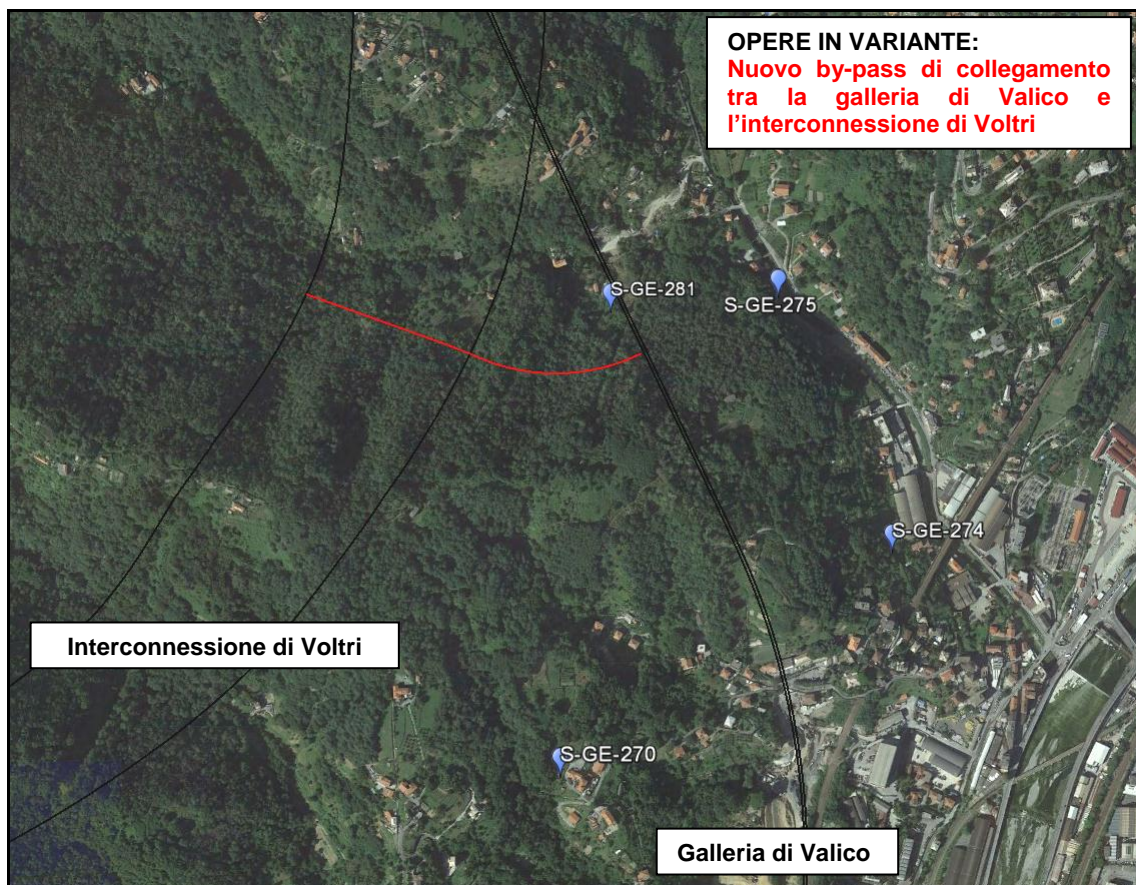 OPERE IN VARIANTE:
Nuovo by-pass di collegamento
tra la galleria di Valico e
l'interconnessione di Voltri
S-GE-281
S-GE-275
S-GE-274
Interconnessione di Voltri
S-GE-270
Galleria di Valico